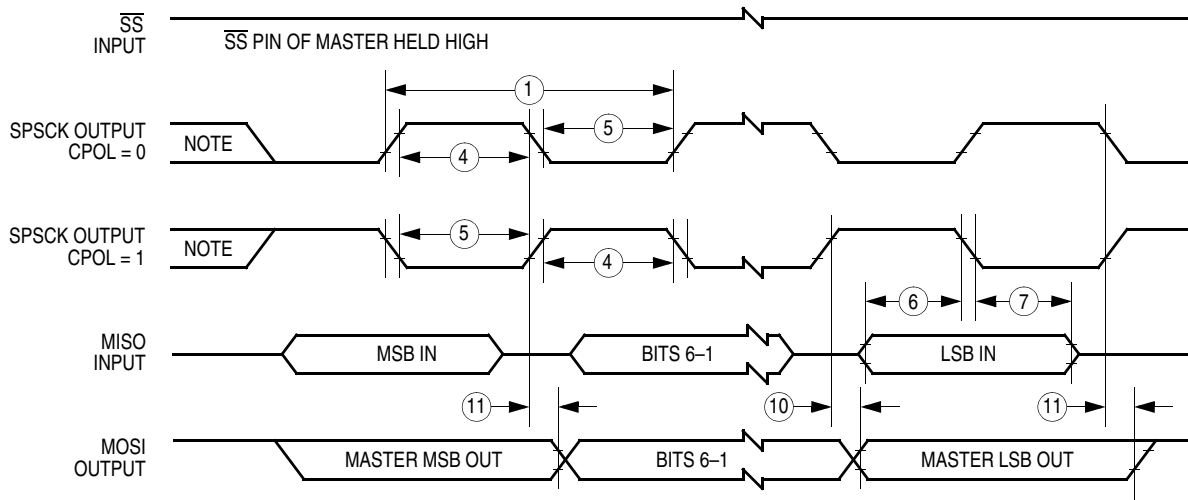 SS
INPUT
SS PIN OF MASTER HELD HIGH
1
SPSCK OUTPUT
CPOL = 0
NOTE
5
4
SPSCK OUTPUT
CPOL = 1
NOTE
5
4
6
7
MISO
INPUT
MSB IN
BITS 6–1
LSB IN
11
10
11
MOSI
OUTPUT
MASTER MSB OUT
BITS 6–1
MASTER LSB OUT